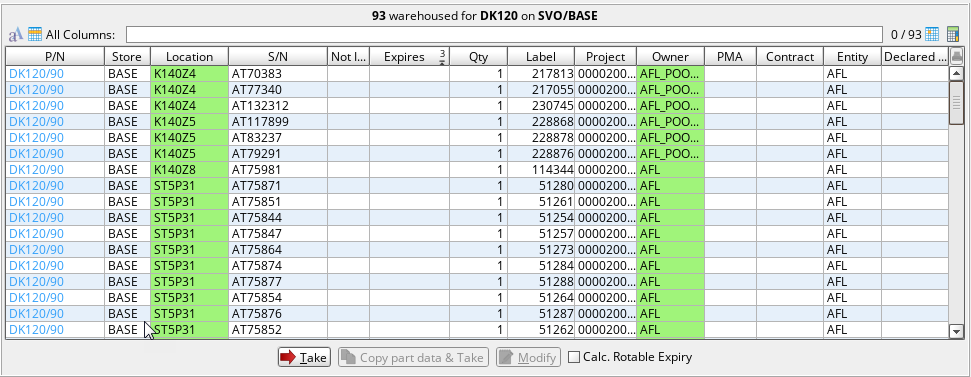 93 warehoused for DK120 on SVO/BASE
All Columns: 0 / 93
P/N Store Location S/N Not I... Expires 3 Qty Label Project Owner PMA Contract Entity Declared ...
DK120/90 BASE K140Z4 AT70383 1 217813 0000200... AFL_POO... AFL
DK120/90 BASE K140Z4 AT77340 1 217055 0000200... AFL_POO... AFL
DK120/90 BASE K140Z4 AT132312 1 230745 0000200... AFL_POO... AFL
DK120/90 BASE K140Z5 AT117899 1 228868 0000200... AFL_POO... AFL
DK120/90 BASE K140Z5 AT83237 1 228878 0000200... AFL_POO... AFL
DK120/90 BASE K140Z5 AT79291 1 228876 0000200... AFL_POO... AFL
DK120/90 BASE K140Z8 AT75981 1 114344 0000200... AFL AFL
DK120/90 BASE ST5P31 AT75871 1 51280 0000200... AFL AFL
DK120/90 BASE ST5P31 AT75851 1 51261 0000200... AFL AFL
DK120/90 BASE ST5P31 AT75844 1 51254 0000200... AFL AFL
DK120/90 BASE ST5P31 AT75847 1 51257 0000200... AFL AFL
DK120/90 BASE ST5P31 AT75864 1 51273 0000200... AFL AFL
DK120/90 BASE ST5P31 AT75874 1 51284 0000200... AFL AFL
DK120/90 BASE ST5P31 AT75877 1 51288 0000200... AFL AFL
DK120/90 BASE ST5P31 AT75854 1 51264 0000200... AFL AFL
DK120/90 BASE ST5P31 AT75876 1 51287 0000200... AFL AFL
DK120/90 BASE ST5P31 AT75852 1 51262 0000200... AFL AFL
Take Copy part data & Take Modify Calc. Rotable Expiry